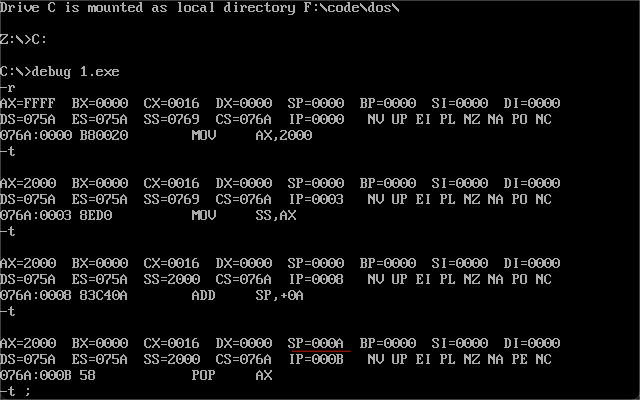 Drive C is mounted as local directory F:\code\dos\
Z:\>C:
C:\>debug 1.exe
-r
AX=FFFF  BX=0000  CX=0016  DX=0000  SP=0000  BP=0000  SI=0000  DI=0000
DS=075A  ES=075A  SS=0769  CS=076A  IP=0000   NV UP EI PL NZ NA PO NC
076A:0000 B80020        MOV     AX,2000
-t
AX=2000  BX=0000  CX=0016  DX=0000  SP=0000  BP=0000  SI=0000  DI=0000
DS=075A  ES=075A  SS=0769  CS=076A  IP=0003   NV UP EI PL NZ NA PO NC
076A:0003 8ED0          MOV     SS,AX
-t
AX=2000  BX=0000  CX=0016  DX=0000  SP=0000  BP=0000  SI=0000  DI=0000
DS=075A  ES=075A  SS=2000  CS=076A  IP=0008   NV UP EI PL NZ NA PO NC
076A:0008 83C40A        ADD     SP,+0A
-t
AX=2000  BX=0000  CX=0016  DX=0000  SP=000A  BP=0000  SI=0000  DI=0000
DS=075A  ES=075A  SS=2000  CS=076A  IP=000B   NV UP EI PL NZ NA PE NC
076A:000B 58            POP     AX
-t ;